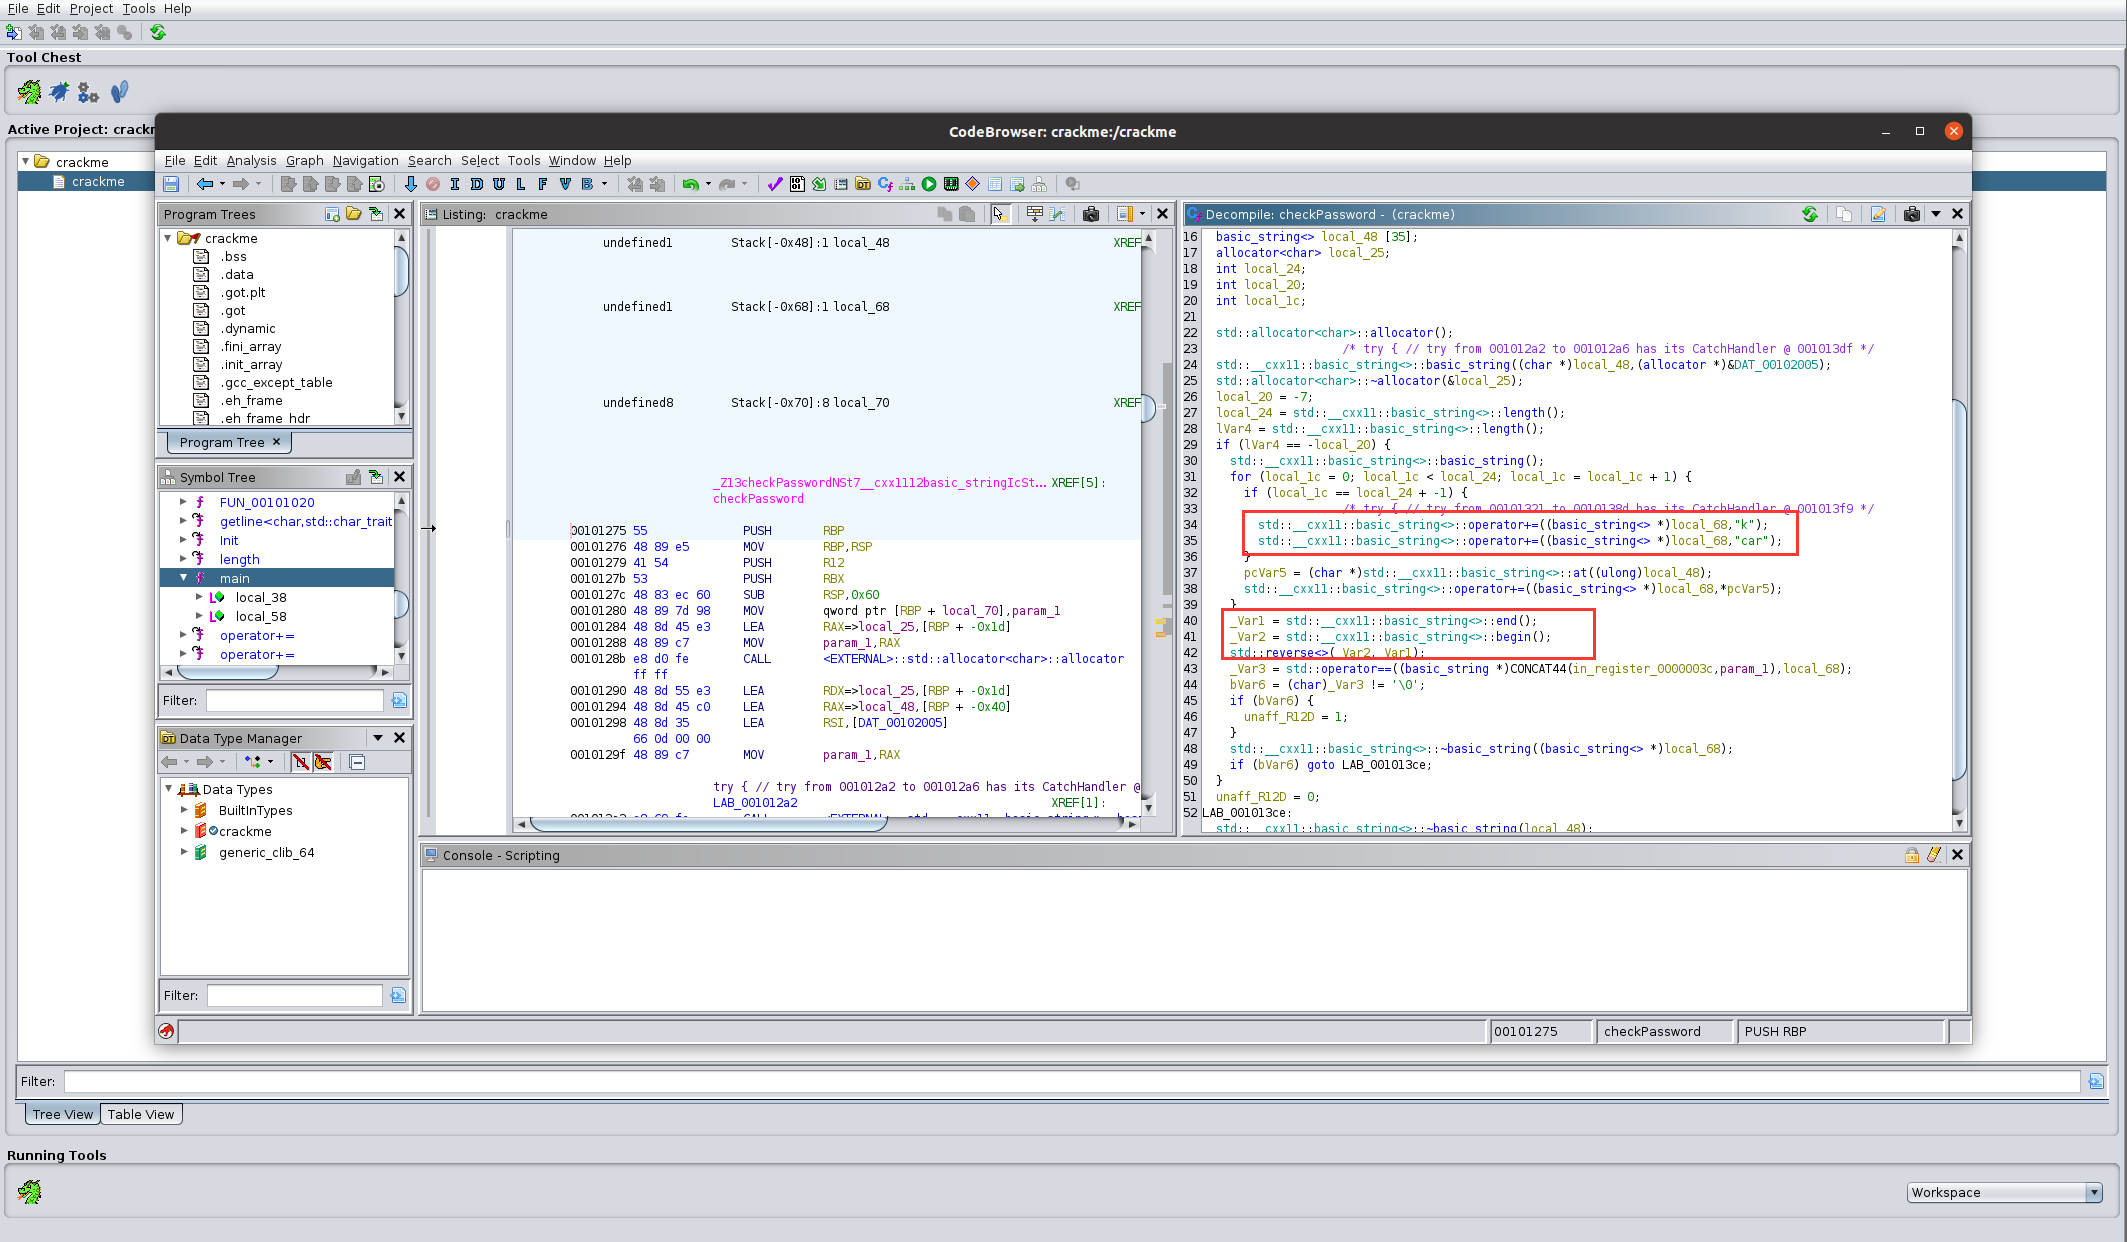 File Edit Project Tools Help
Tool Chest
Active Project: crackm
crackme
crackme
CodeBrowser: crackme:/crackme
File Edit Analysis Graph Navigation Search Select Tools Window Help
I D U L F V B
Program Trees
crackme
.bss
.data
.got.plt
.got
.dynamic
.fini_array
.init_array
.gcc_except_table
.eh_frame
.eh_frame_hdr
Program Tree ×
Symbol Tree
FUN_00101020
getline<char,std::char_trait
Init
length
main
local_38
local_58
operator+=
operator+=
Filter:
Data Type Manager
Data Types
BuiltInTypes
crackme
generic_clib_64
Filter:
Listing: crackme
undefined1 Stack[-0x48]:1 local_48 XREF
undefined1 Stack[-0x68]:1 local_68 XREF
undefined8 Stack[-0x70]:8 local_70 XREF
_Z13checkPasswordNSt7__cxx1112basic_stringIcSt... XREF[5]:
checkPassword
00101275 55 PUSH RBP
00101276 48 89 e5 MOV RBP,RSP
00101279 41 54 PUSH R12
0010127b 53 PUSH RBX
0010127c 48 83 ec 60 SUB RSP,0x60
00101280 48 89 7d 98 MOV qword ptr [RBP + local_70],param_1
00101284 48 8d 45 e3 LEA RAX=>local_25,[RBP + -0x1d]
00101288 48 89 c7 MOV param_1,RAX
0010128b e8 d0 fe CALL <EXTERNAL>::std::allocator<char>::allocator
ff ff
00101290 48 8d 55 e3 LEA RDX=>local_25,[RBP + -0x1d]
00101294 48 8d 45 c0 LEA RAX=>local_48,[RBP + -0x40]
00101298 48 8d 35 LEA RSI,[DAT_00102005]
66 0d 00 00
0010129f 48 89 c7 MOV param_1,RAX
try { // try from 001012a2 to 001012a6 has its CatchHandler @
LAB_001012a2 XREF[1]:
Decompile: checkPassword - (crackme)
16 basic_string<> local_48 [35];
17 allocator<char> local_25;
18 int local_24;
19 int local_20;
20 int local_1c;
21
22 std::allocator<char>::allocator();
23 /* try { // try from 001012a2 to 001012a6 has its CatchHandler @ 001013df */
24 std::__cxx11::basic_string<>::basic_string((char *)local_48,(allocator *)&DAT_00102005);
25 std::allocator<char>::~allocator(&local_25);
26 local_20 = -7;
27 local_24 = std::__cxx11::basic_string<>::length();
28 lVar4 = std::__cxx11::basic_string<>::length();
29 if (lVar4 == -local_20) {
30 std::__cxx11::basic_string<>::basic_string();
31 for (local_1c = 0; local_1c < local_24; local_1c = local_1c + 1) {
32 if (local_1c == local_24 + -1) {
33 /* try { // try from 00101321 to 0010138d has its CatchHandler @ 001013f9 */
34 std::__cxx11::basic_string<>::operator+=((basic_string<> *)local_68,"k");
35 std::__cxx11::basic_string<>::operator+=((basic_string<> *)local_68,"car");
36 }
37 pcVar5 = (char *)std::__cxx11::basic_string<>::at((ulong)local_48);
38 std::__cxx11::basic_string<>::operator+=((basic_string<> *)local_68,*pcVar5);
39 }
40 _Var1 = std::__cxx11::basic_string<>::end();
41 _Var2 = std::__cxx11::basic_string<>::begin();
42 std::reverse<>(_Var2,_Var1);
43 _Var3 = std::operator==((basic_string *)CONCAT44(in_register_0000003c,param_1),local_68);
44 bVar6 = (char)_Var3 != '\0';
45 if (bVar6) {
46 unaff_R12D = 1;
47 }
48 std::__cxx11::basic_string<>::~basic_string((basic_string<> *)local_68);
49 if (bVar6) goto LAB_001013ce;
50 }
51 unaff_R12D = 0;
52 LAB_001013ce:
std::__cxx11::basic_string<>::~basic_string(local_48);
Console - Scripting
00101275 checkPassword PUSH RBP
Filter:
Tree View Table View
Running Tools
Workspace